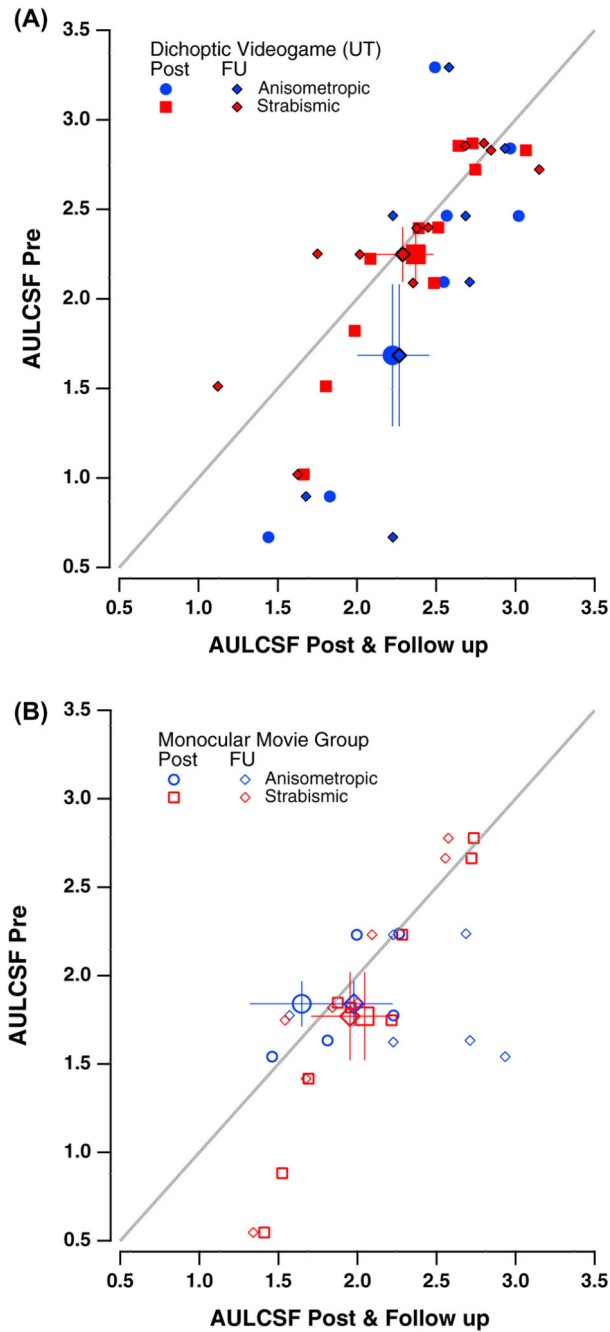 (A)
3.5
Dichoptic Videogame (UT)
Post FU
Anisometropic
Strabismic
3.0
2.5
2.0
1.5
1.0
0.5
AULCSF Pre
0.5 1.0 1.5 2.0 2.5 3.0 3.5
AULCSF Post & Follow up
(B)
3.5
Monocular Movie Group
Post FU
Anisometropic
Strabismic
3.0
2.5
2.0
1.5
1.0
0.5
AULCSF Pre
0.5 1.0 1.5 2.0 2.5 3.0 3.5
AULCSF Post & Follow up